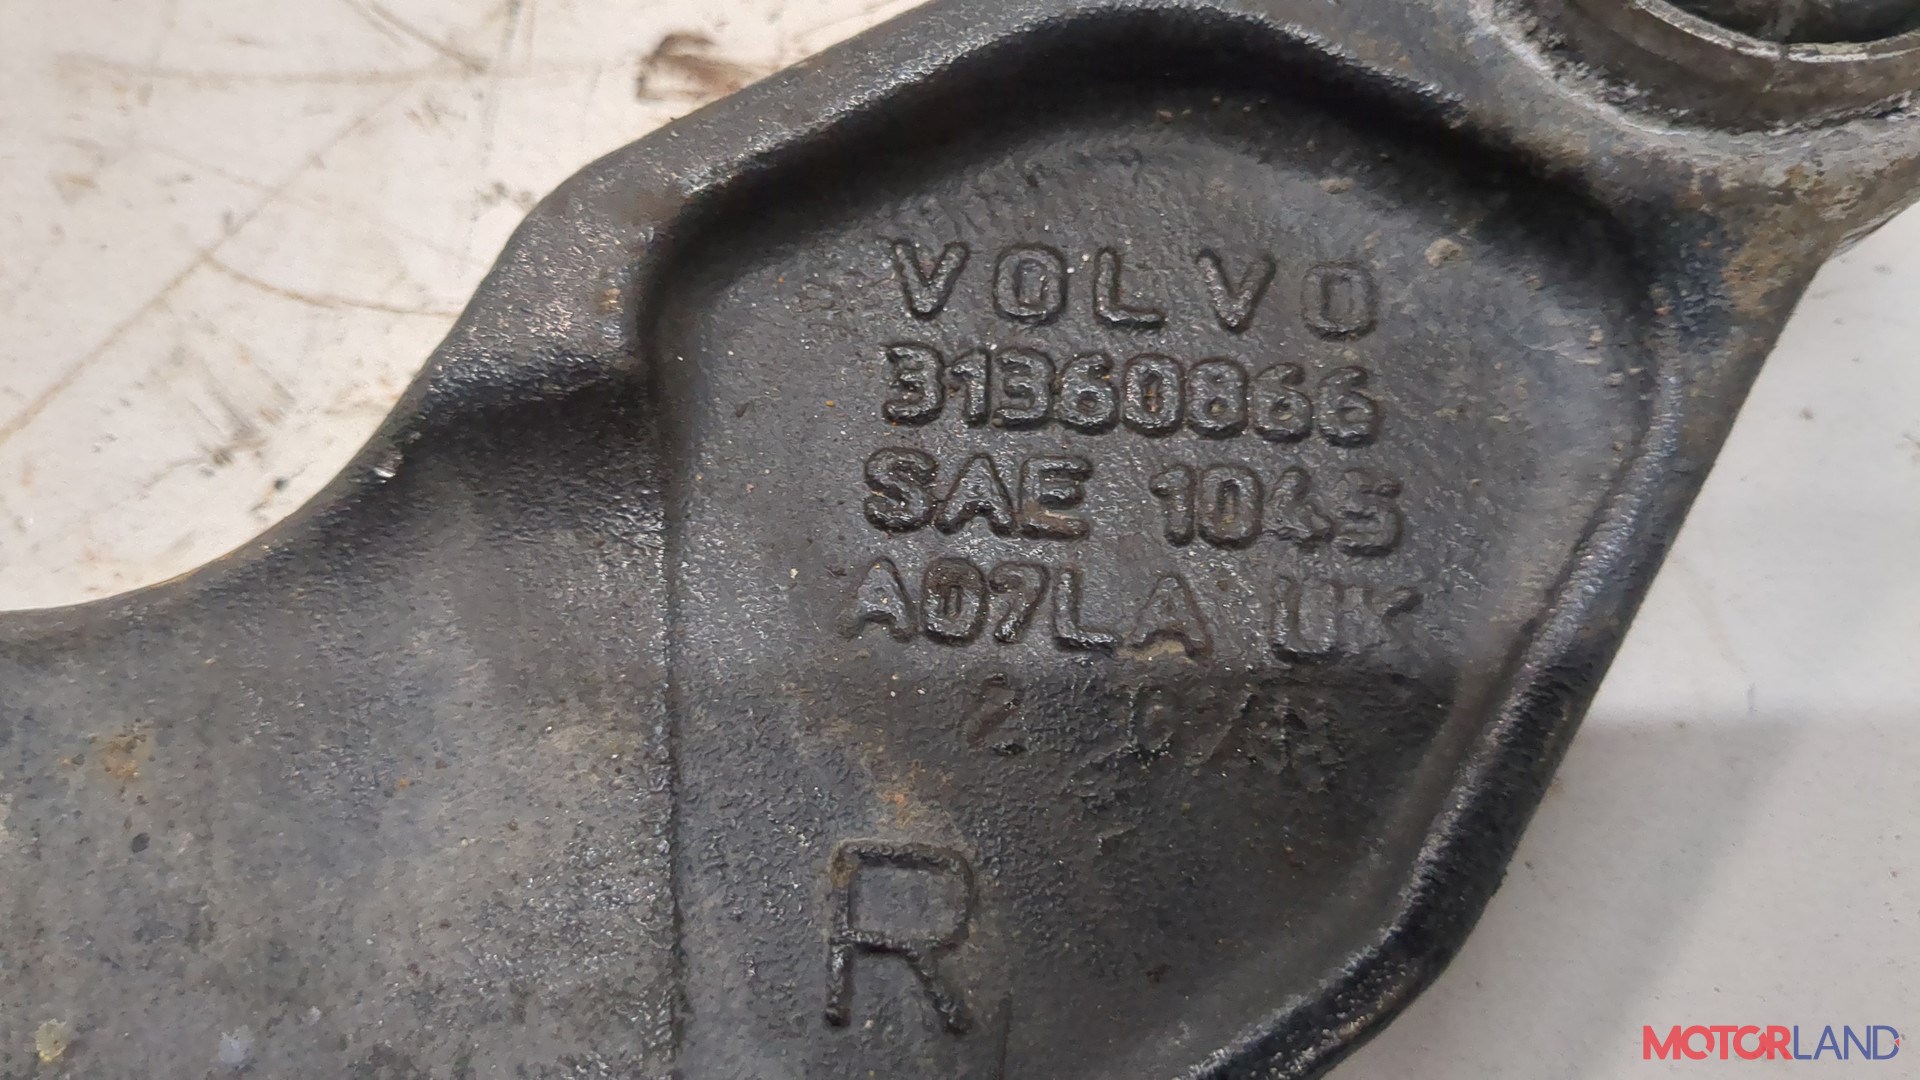 VOLVO
31360866
SAE 1045
A07LA UK
R
MOTORLAND